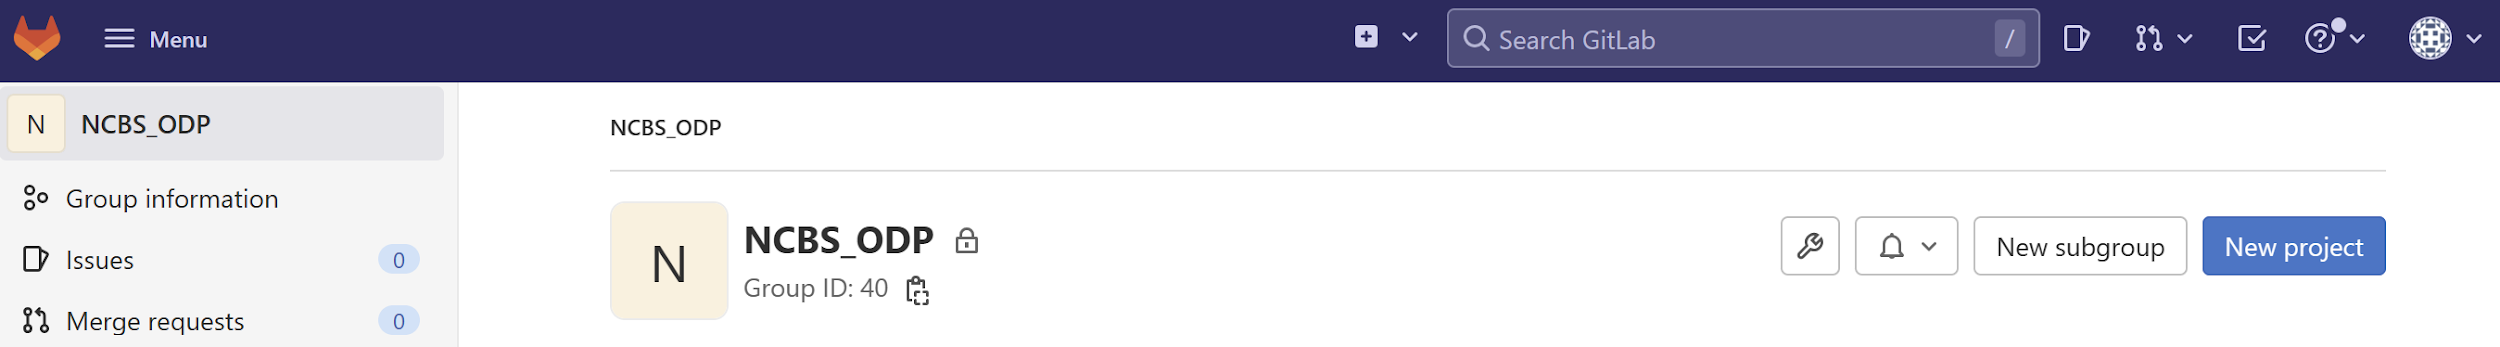 Menu
Search GitLab
/
N
NCBS_ODP
Group information
Issues
0
Merge requests
0
NCBS_ODP
N
NCBS_ODP
Group ID: 40
New subgroup
New project